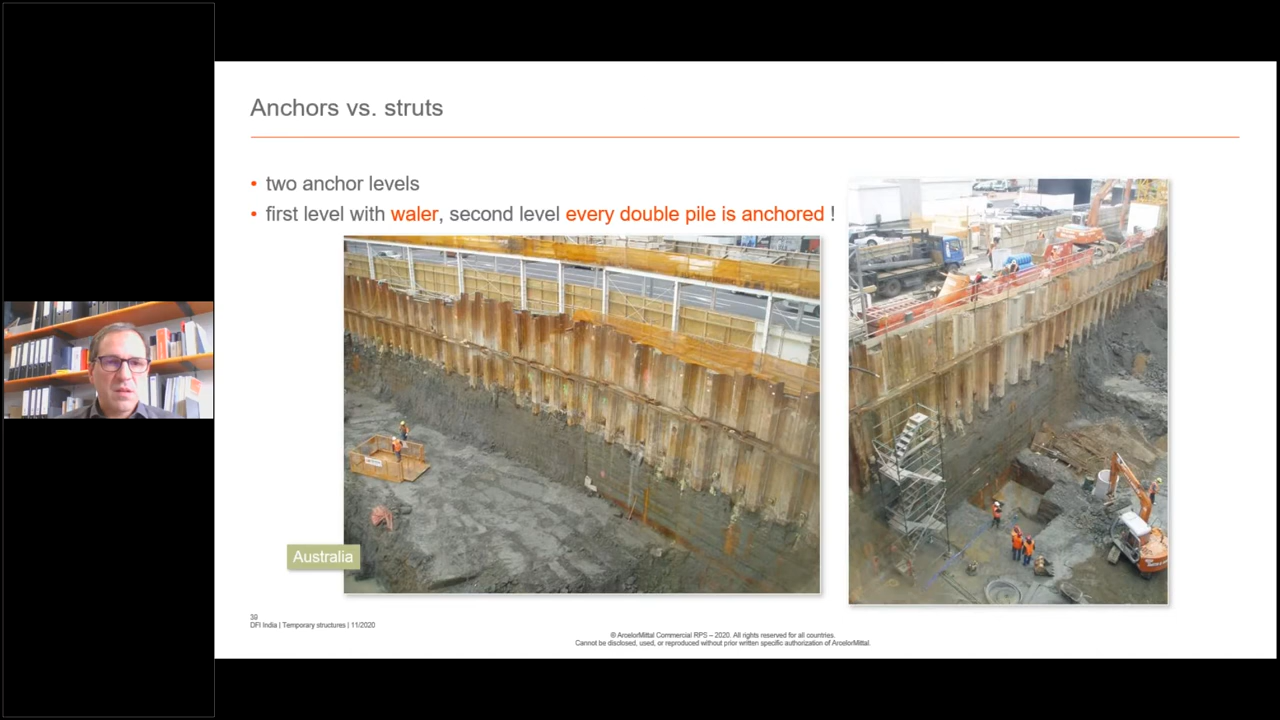 Anchors vs. struts
• two anchor levels
• first level with waler, second level every double pile is anchored !
Australia
30
DFI India | Temporary structures | 11/2020
© ArcelorMittal Commercial RPS – 2020. All rights reserved for all countries.
Cannot be disclosed, used, or reproduced without prior written specific authorization of ArcelorMittal.